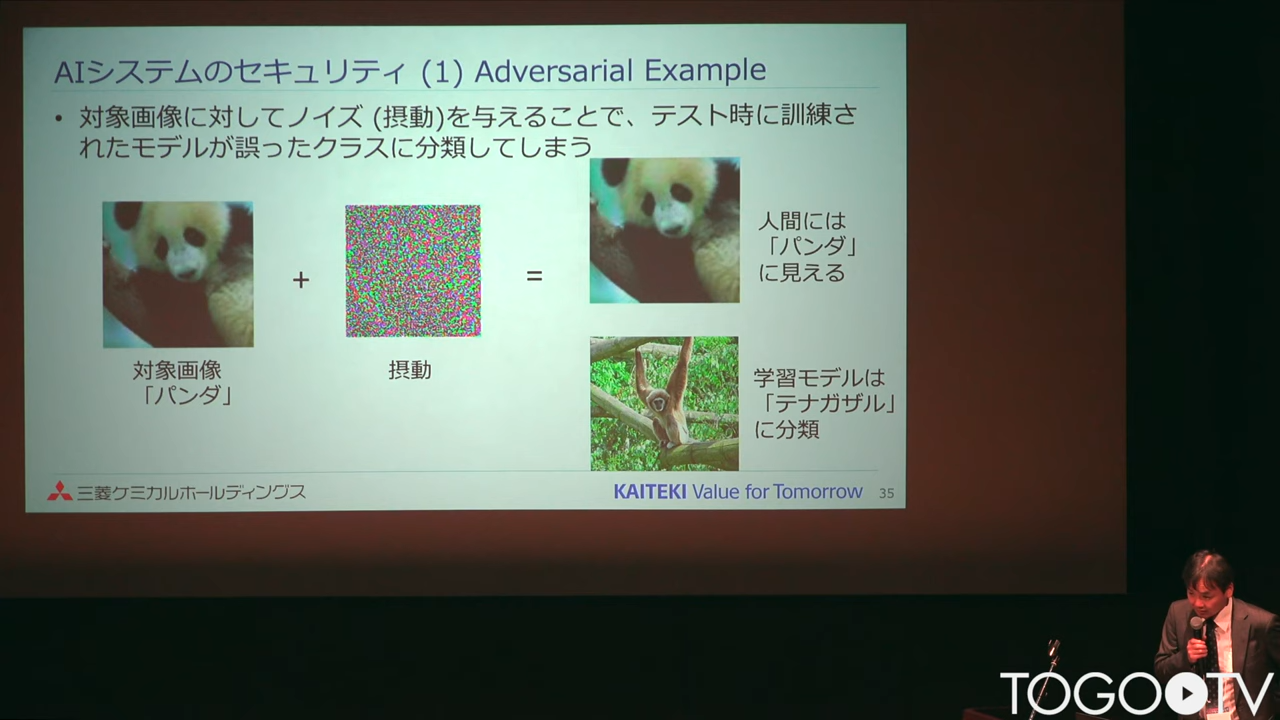 AIシステムのセキュリティ (1) Adversarial Example
• 対象画像に対してノイズ (摂動)を与えることで、テスト時に訓練さ
れたモデルが誤ったクラスに分類してしまう
+
=
人間には
「パンダ」
に見える
対象画像
「パンダ」
摂動
学習モデルは
「テナガザル」
に分類
三菱ケミカルホールディングス
KAITEKI Value for Tomorrow
35
TOGOTV